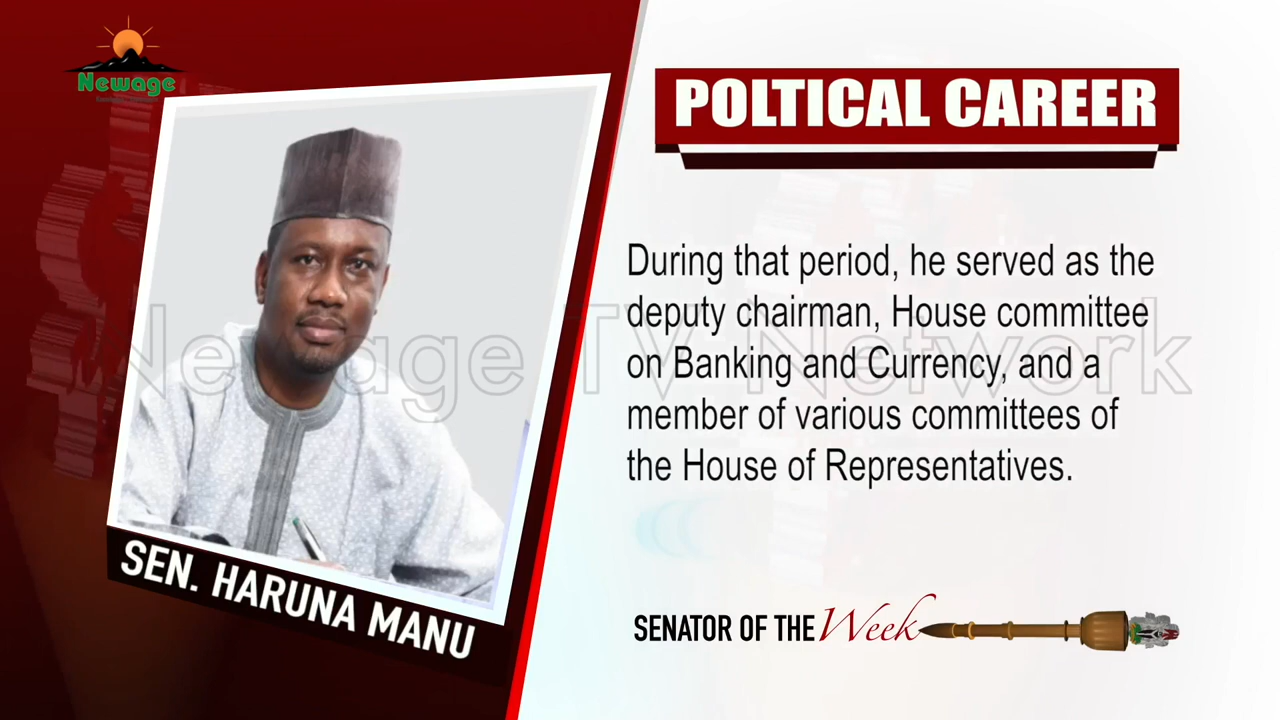 Newage
POLTICAL CAREER
During that period, he served as the
deputy chairman, House committee
on Banking and Currency, and a
member of various committees of
the House of Representatives.
Newage TV Network
SEN. HARUNA MANU
SENATOR OF THE Week